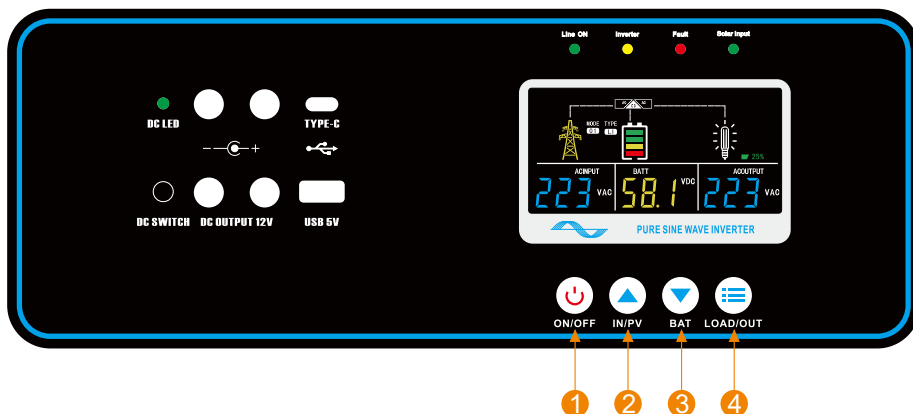 Line ON Inverter Fault Solar Input
DC LED TYPE-C
DC SWITCH DC OUTPUT 12V USB 5V
MODE TYPE
01 L1
25%
ACINPUT BATT ACOUTPUT
223 VAC 58.1 VDC 223 VAC
PURE SINE WAVE INVERTER
ON/OFF IN/PV BAT LOAD/OUT
1 2 3 4